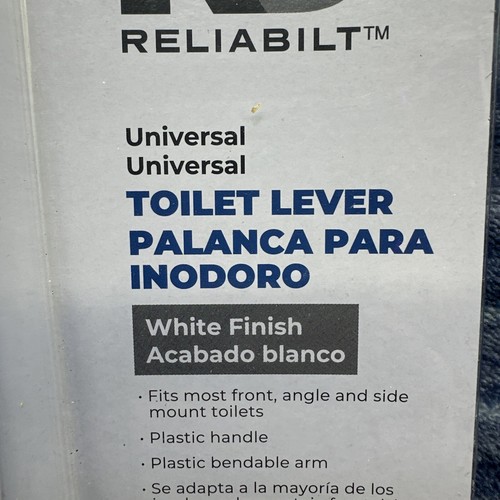 RELIABILT™
Universal
Universal
TOILET LEVER
PALANCA PARA
INODORO
White Finish
Acabado blanco
· Fits most front, angle and side
mount toilets
· Plastic handle
· Plastic bendable arm
· Se adapta a la mayoría de los